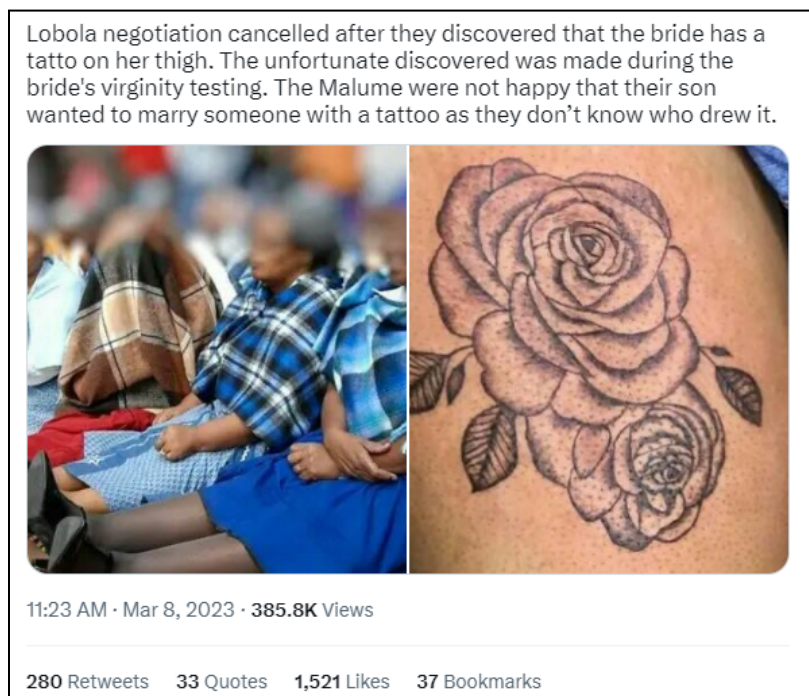 Lobola negotiation cancelled after they discovered that the bride has a
tatto on her thigh. The unfortunate discovered was made during the
bride's virginity testing. The Malume were not happy that their son
wanted to marry someone with a tattoo as they don’t know who drew it.
11:23 AM · Mar 8, 2023 · 385.8K Views
280 Retweets 33 Quotes 1,521 Likes 37 Bookmarks